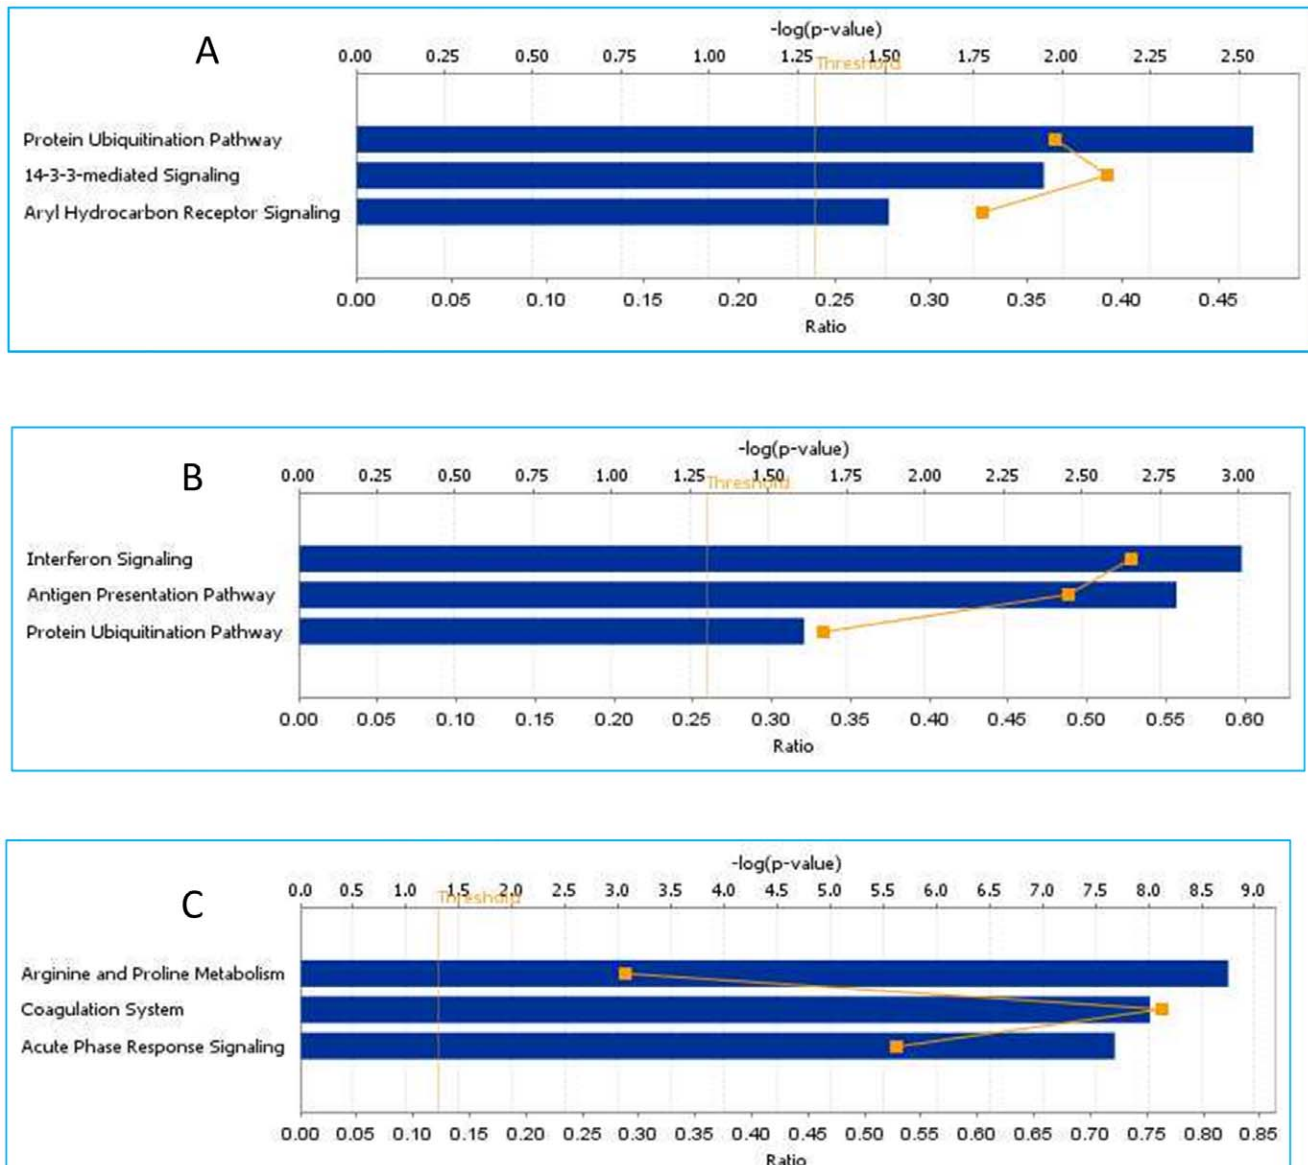 A
-log(p-value)
0.00 0.25 0.50 0.75 1.00 1.25 1.50 1.75 2.00 2.25 2.50
Threshold
Protein Ubiquitination Pathway
14-3-3-mediated Signaling
Aryl Hydrocarbon Receptor Signaling
0.00 0.05 0.10 0.15 0.20 0.25 0.30 0.35 0.40 0.45
Ratio
B
-log(p-value)
0.00 0.25 0.50 0.75 1.00 1.25 1.50 1.75 2.00 2.25 2.50 2.75 3.00
Threshold
Interferon Signaling
Antigen Presentation Pathway
Protein Ubiquitination Pathway
0.00 0.05 0.10 0.15 0.20 0.25 0.30 0.35 0.40 0.45 0.50 0.55 0.60
Ratio
C
-log(p-value)
0.0 0.5 1.0 1.5 2.0 2.5 3.0 3.5 4.0 4.5 5.0 5.5 6.0 6.5 7.0 7.5 8.0 8.5 9.0
Threshold
Arginine and Proline Metabolism
Coagulation System
Acute Phase Response Signaling
0.00 0.05 0.10 0.15 0.20 0.25 0.30 0.35 0.40 0.45 0.50 0.55 0.60 0.65 0.70 0.75 0.80 0.85
Ratio